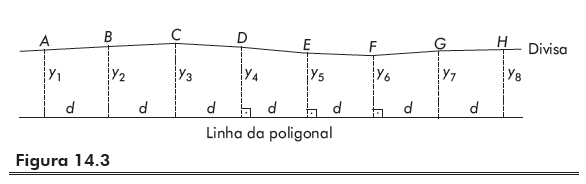 A B C D E F G H Divisa
y1 y2 y3 y4 y5 y6 y7 y8
d d d d d d d
Linha da poligonal
Figura 14.3